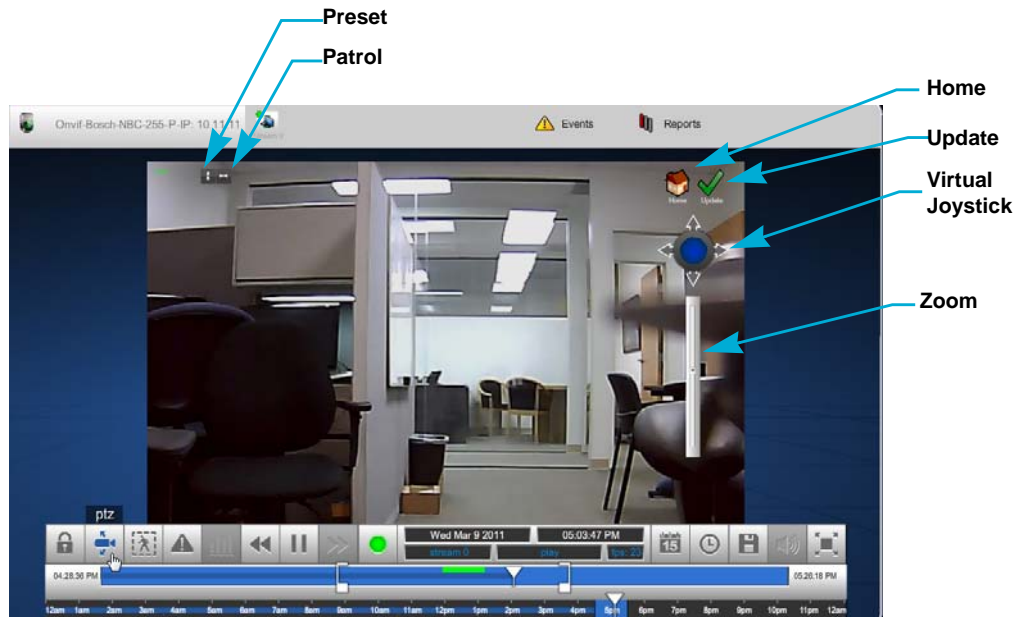 Preset
Patrol
Home
Update
Virtual
Joystick
Zoom
Onvif-Bosch-NBC-255-P-IP: 10.11.11.
Events
Reports
Home
Update
ptz
Wed Mar 9 2011
05:03:47 PM
stream 0
play
fps: 23
15
04:28:36 PM
05:26:18 PM
12am 1am 2am 3am 4am 5am 6am 7am 8am 9am 10am 11am 12pm 1pm 2pm 3pm 4pm 5pm 6pm 7pm 8pm 9pm 10pm 11pm 12am